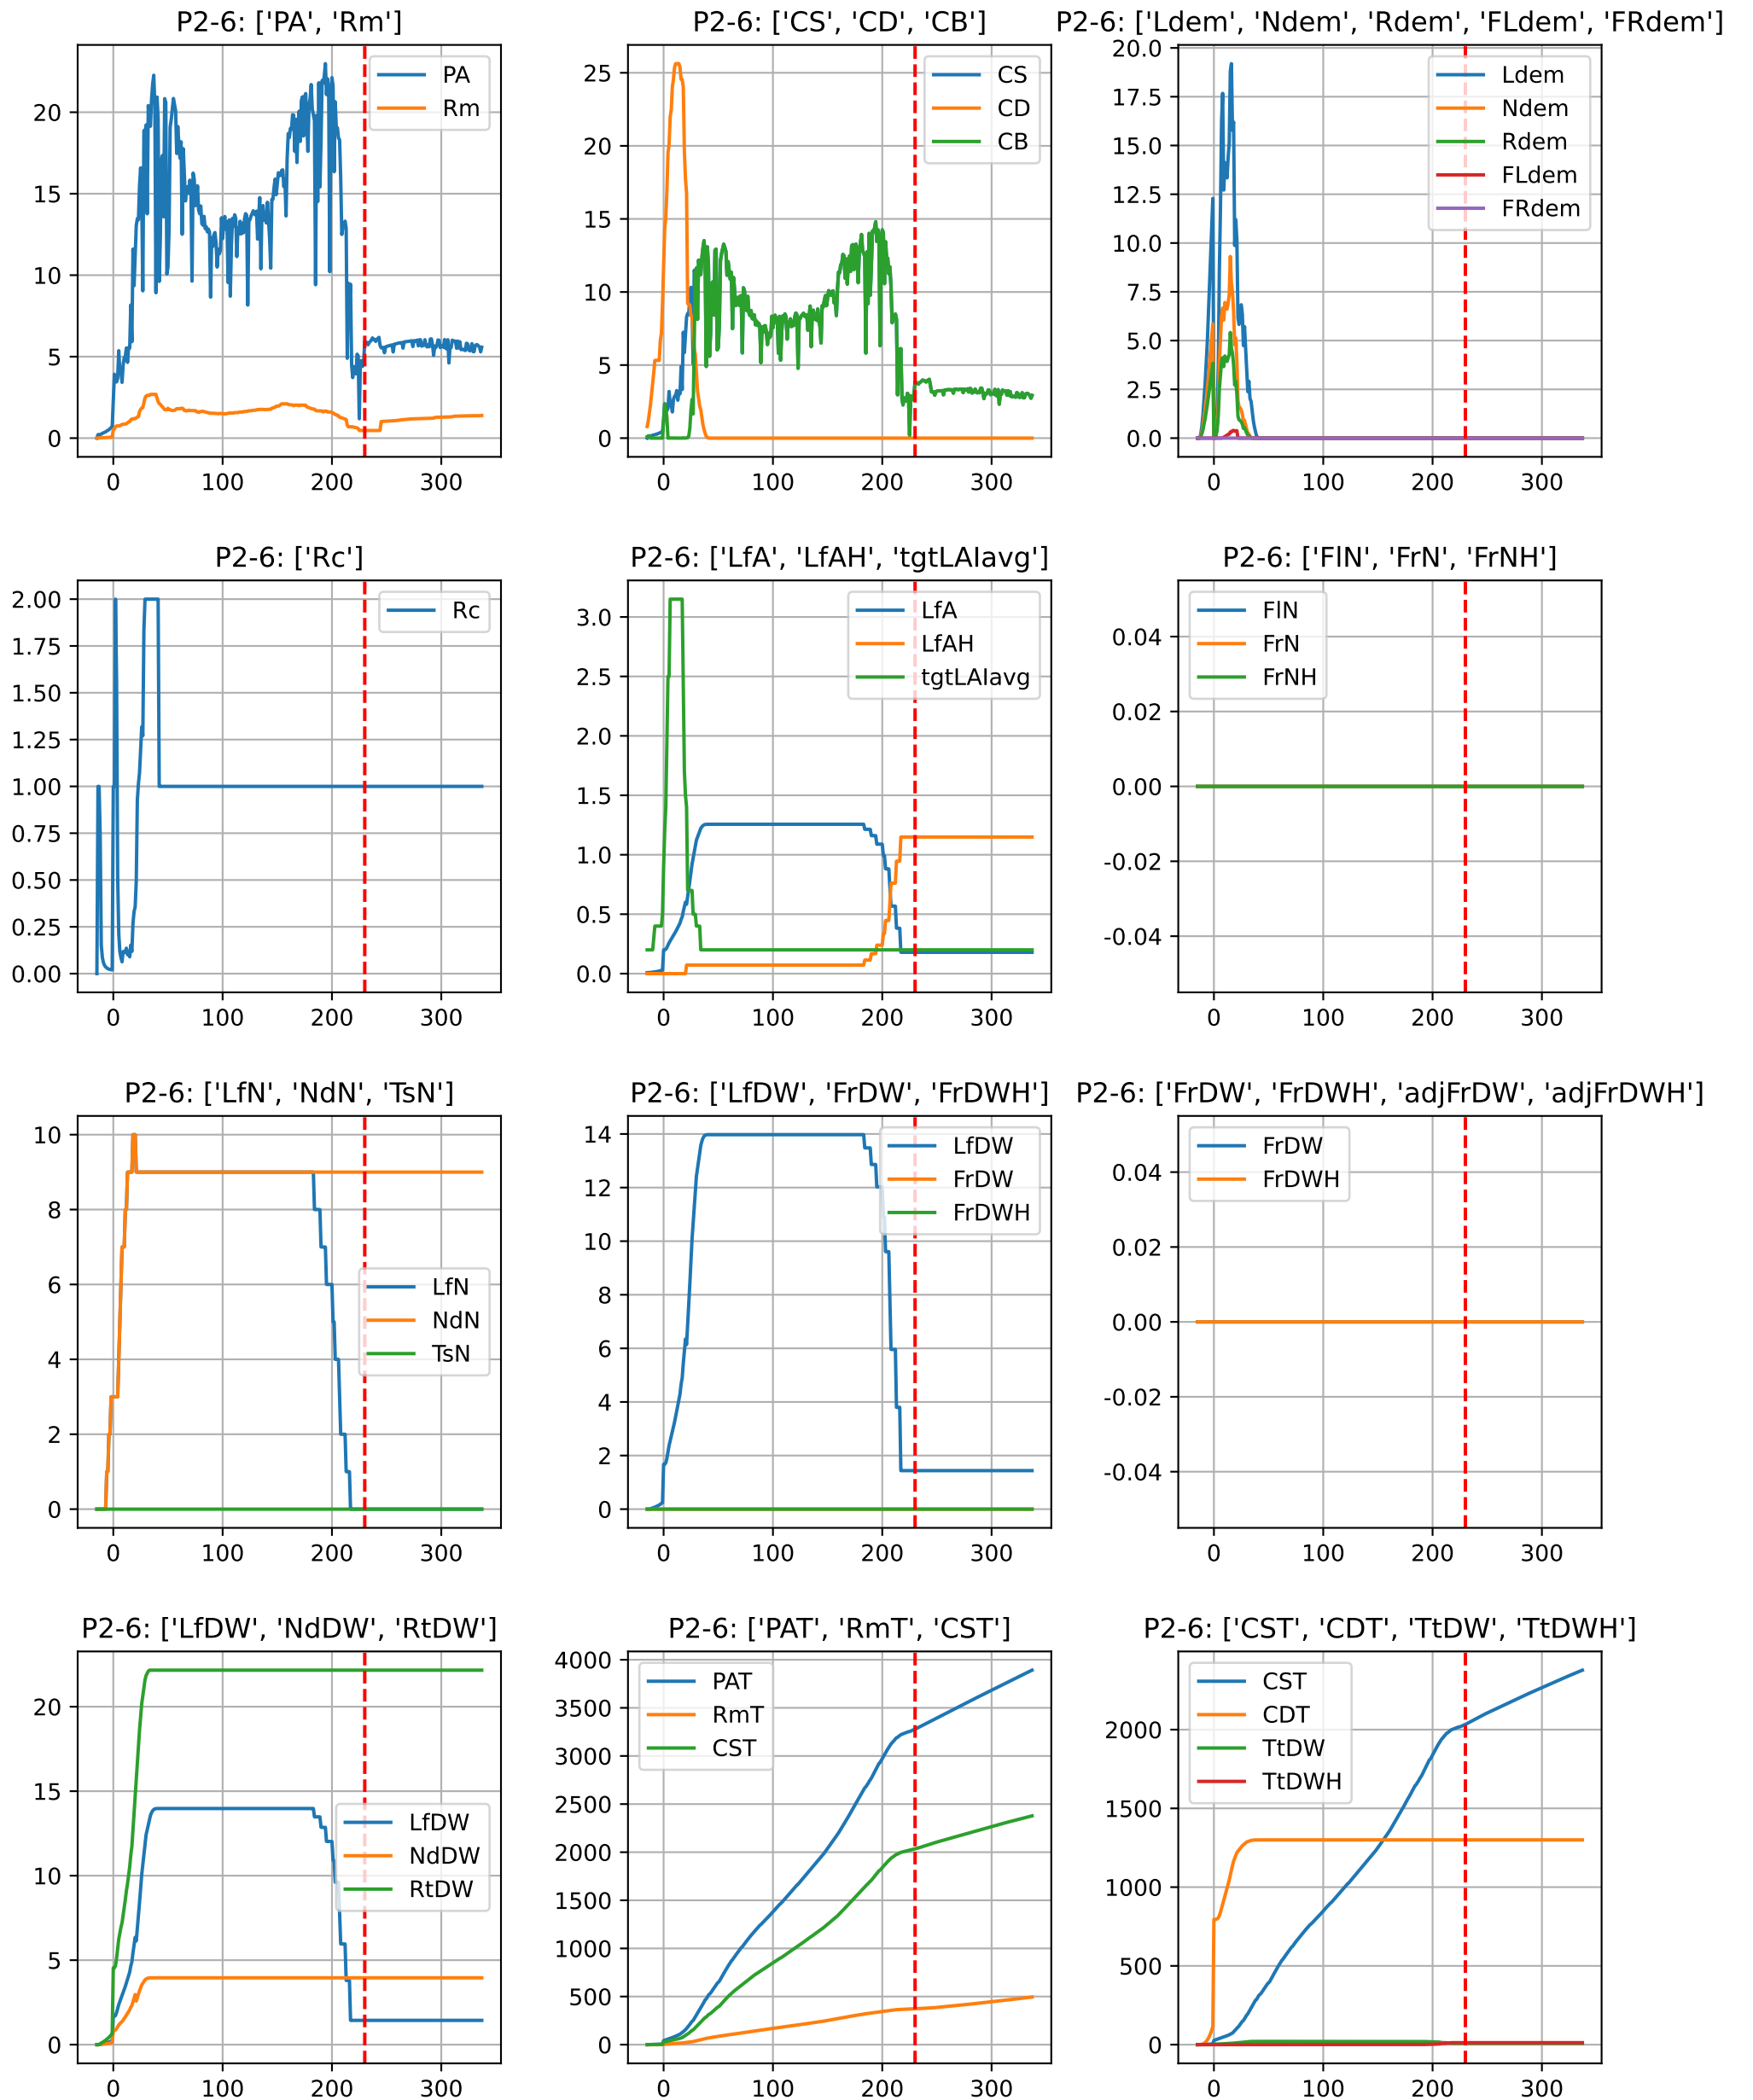 P2-6: ['PA', 'Rm']
20
15
10
5
0
PA
Rm
0 100 200 300
P2-6: ['CS', 'CD', 'CB']
25
20
15
10
5
0
CS
CD
CB
0 100 200 300
P2-6: ['Ldem', 'Ndem', 'Rdem', 'FLdem', 'FRdem']
20.0
17.5
15.0
12.5
10.0
7.5
5.0
2.5
0.0
Ldem
Ndem
Rdem
FLdem
FRdem
0 100 200 300
P2-6: ['Rc']
2.00
1.75
1.50
1.25
1.00
0.75
0.50
0.25
0.00
Rc
0 100 200 300
P2-6: ['LfA', 'LfAH', 'tgtLAIavg']
3.0
2.5
2.0
1.5
1.0
0.5
0.0
LfA
LfAH
tgtLAIavg
0 100 200 300
P2-6: ['FlN', 'FrN', 'FrNH']
0.04
0.02
0.00
-0.02
-0.04
FlN
FrN
FrNH
0 100 200 300
P2-6: ['LfN', 'NdN', 'TsN']
10
8
6
4
2
0
LfN
NdN
TsN
0 100 200 300
P2-6: ['LfDW', 'FrDW', 'FrDWH']
14
12
10
8
6
4
2
0
LfDW
FrDW
FrDWH
0 100 200 300
P2-6: ['FrDW', 'FrDWH', 'adjFrDW', 'adjFrDWH']
0.04
0.02
0.00
-0.02
-0.04
FrDW
FrDWH
0 100 200 300
P2-6: ['LfDW', 'NdDW', 'RtDW']
20
15
10
5
0
LfDW
NdDW
RtDW
0 100 200 300
P2-6: ['PAT', 'RmT', 'CST']
4000
3500
3000
2500
2000
1500
1000
500
0
PAT
RmT
CST
0 100 200 300
P2-6: ['CST', 'CDT', 'TtDW', 'TtDWH']
2000
1500
1000
500
0
CST
CDT
TtDW
TtDWH
0 100 200 300